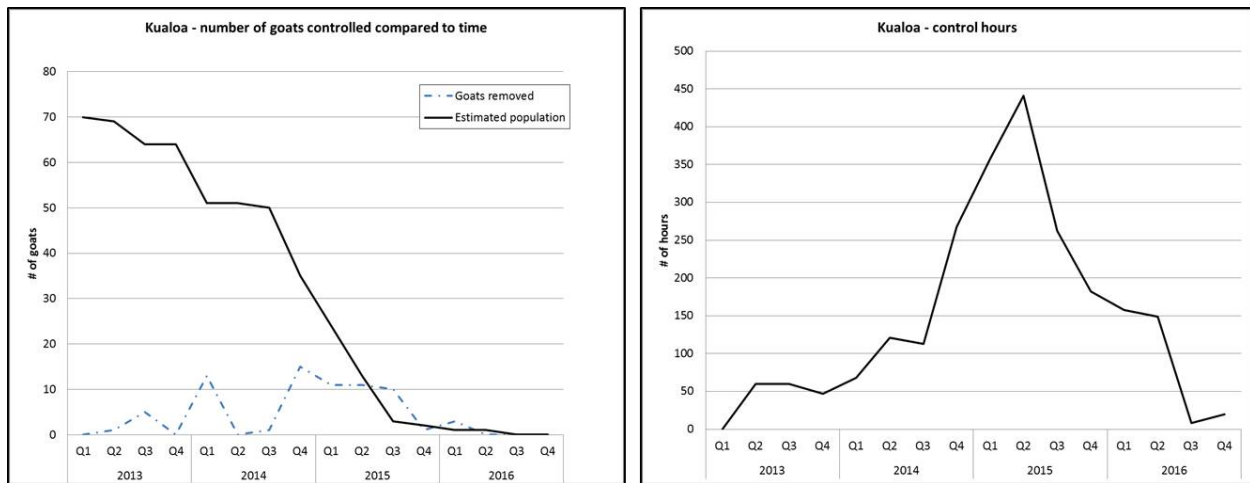 Kualoa - number of goats controlled compared to time
80
70
60
50
40
30
20
10
0
# of goats
Goats removed
Estimated population
Q1 Q2 Q3 Q4 Q1 Q2 Q3 Q4 Q1 Q2 Q3 Q4 Q1 Q2 Q3 Q4
2013 2014 2015 2016
Kualoa - control hours
500
450
400
350
300
250
200
150
100
50
0
# of hours
Q1 Q2 Q3 Q4 Q1 Q2 Q3 Q4 Q1 Q2 Q3 Q4 Q1 Q2 Q3 Q4
2013 2014 2015 2016